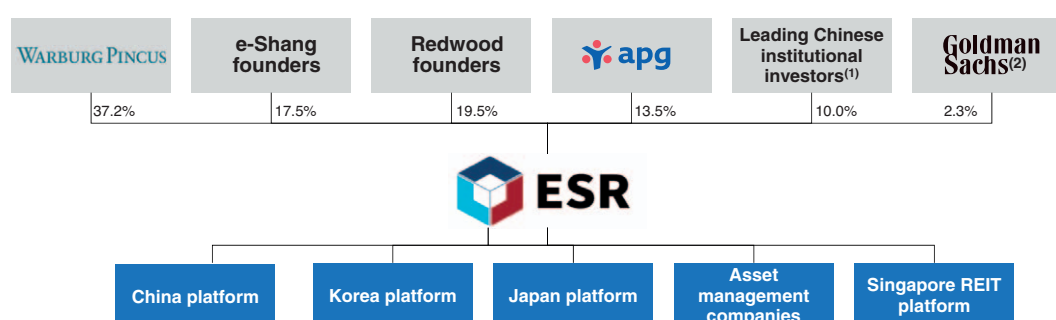 WARBURG PINCUS
e-Shang
founders
Redwood
founders
apg
Leading Chinese
institutional
investors(1)
Goldman
Sachs(2)
37.2%
17.5%
19.5%
13.5%
10.0%
2.3%
ESR
China platform
Korea platform
Japan platform
Asset
management
companies
Singapore REIT
platform